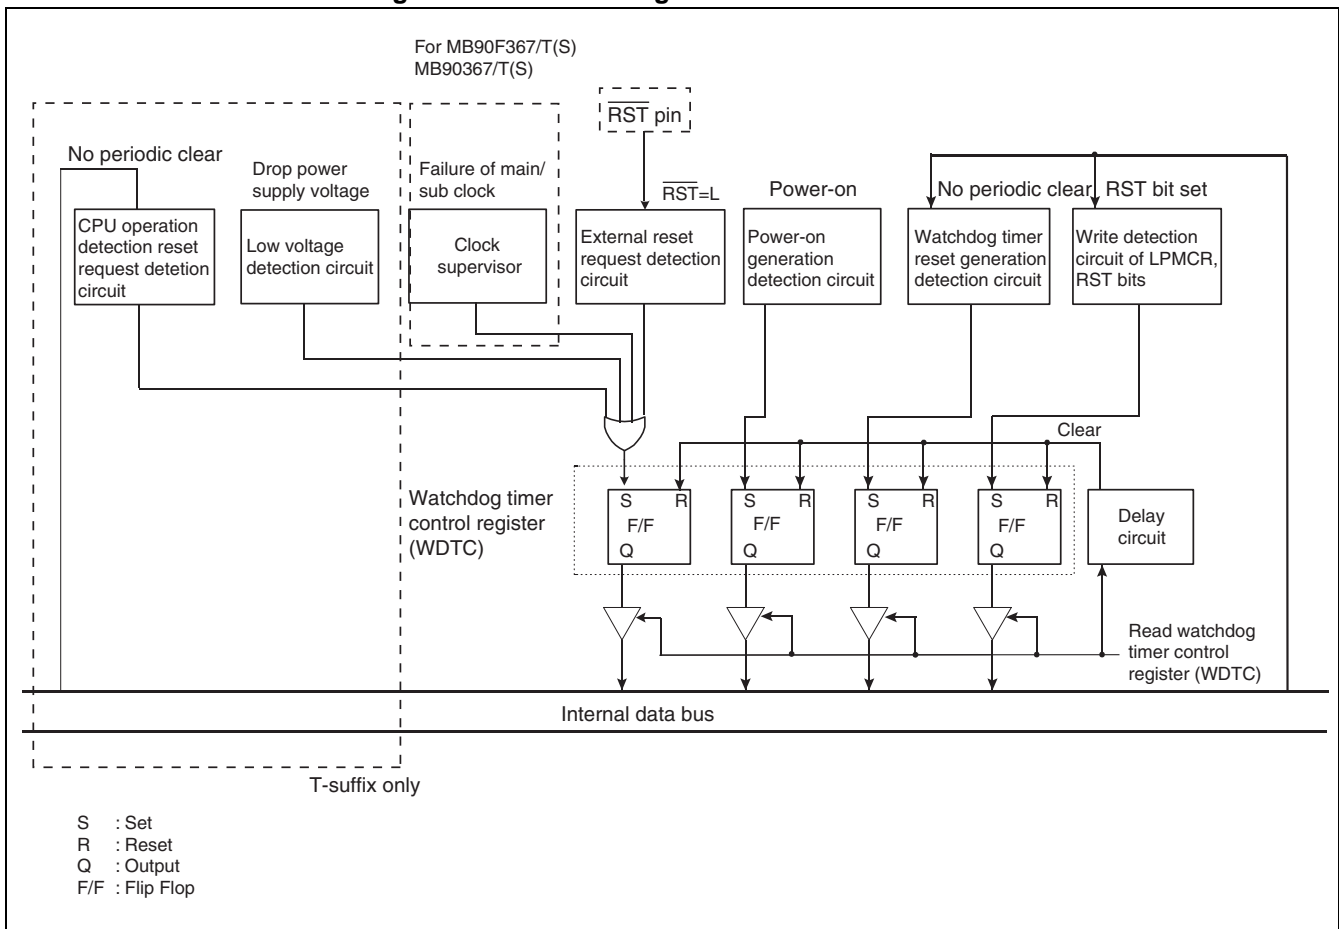 For MB90F367/T(S)
MB90367/T(S)
RST pin
No periodic clear
Drop power
supply voltage
Failure of main/
sub clock
RST=L
Power-on
No periodic clear
RST bit set
CPU operation
detection reset
request detetion
circuit
Low voltage
detection circuit
Clock
supervisor
External reset
request detection
circuit
Power-on
generation
detection circuit
Watchdog timer
reset generation
detection circuit
Write detection
circuit of LPMCR,
RST bits
Clear
Watchdog timer
control register
(WDTC)
S R
F/F
Q
S R
F/F
Q
S R
F/F
Q
S R
F/F
Q
Delay
circuit
Read watchdog
timer control
register (WDTC)
Internal data bus
T-suffix only
S : Set
R : Reset
Q : Output
F/F : Flip Flop